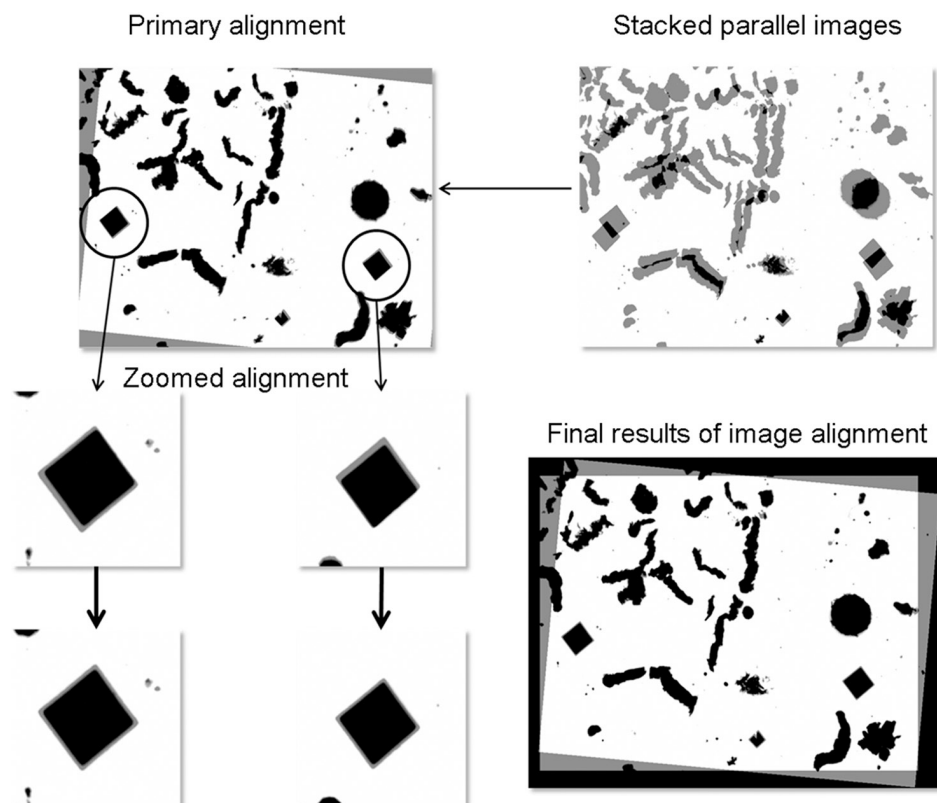 Primary alignment
Stacked parallel images
Zoomed alignment
Final results of image alignment